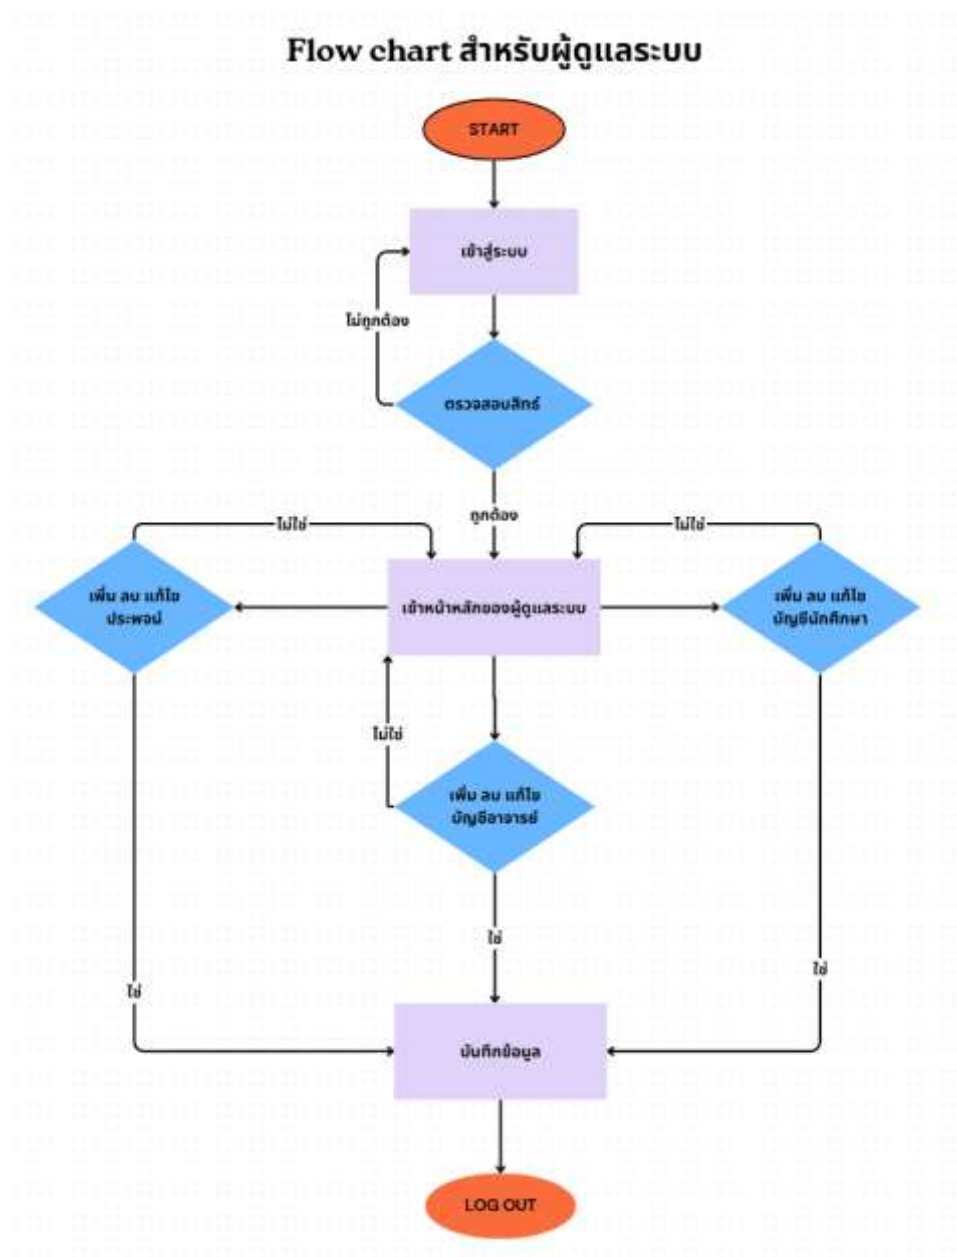 Flow chart สำหรับผู้ดูแลระบบ
START
เข้าสู่ระบบ
ไม่ถูกต้อง
ตรวจสอบสิทธ์
ถูกต้อง
ไม่ใช่
ไม่ใช่
เพิ่ม ลบ แก้ไข
ประพจน์
เข้าหน้าหลักของผู้ดูแลระบบ
เพิ่ม ลบ แก้ไข
บัญชีนักศึกษา
ไม่ใช่
เพิ่ม ลบ แก้ไข
บัญชีอาจารย์
ใช่
ใช่
ใช่
บันทึกข้อมูล
LOG OUT